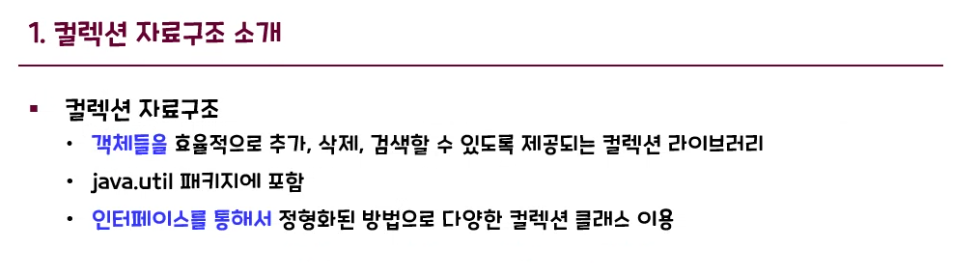 1. 컬렉션 자료구조 소개
▪ 컬렉션 자료구조
• 객체들을 효율적으로 추가, 삭제, 검색할 수 있도록 제공되는 컬렉션 라이브러리
• java.util 패키지에 포함
• 인터페이스를 통해서 정형화된 방법으로 다양한 컬렉션 클래스 이용